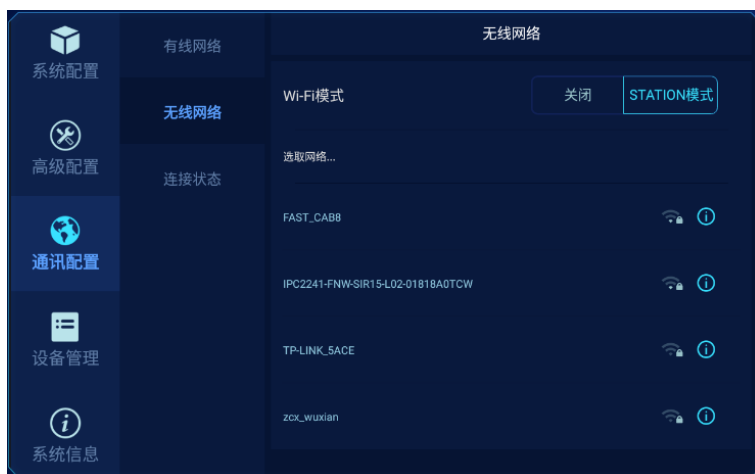 系统配置
高级配置
通讯配置
设备管理
系统信息
有线网络
无线网络
连接状态
无线网络
Wi-Fi模式
关闭
STATION模式
选取网络...
FAST_CAB8
IPC2241-FNW-SIR15-L02-01818A0TCW
TP-LINK_5ACE
zcx_wuxian